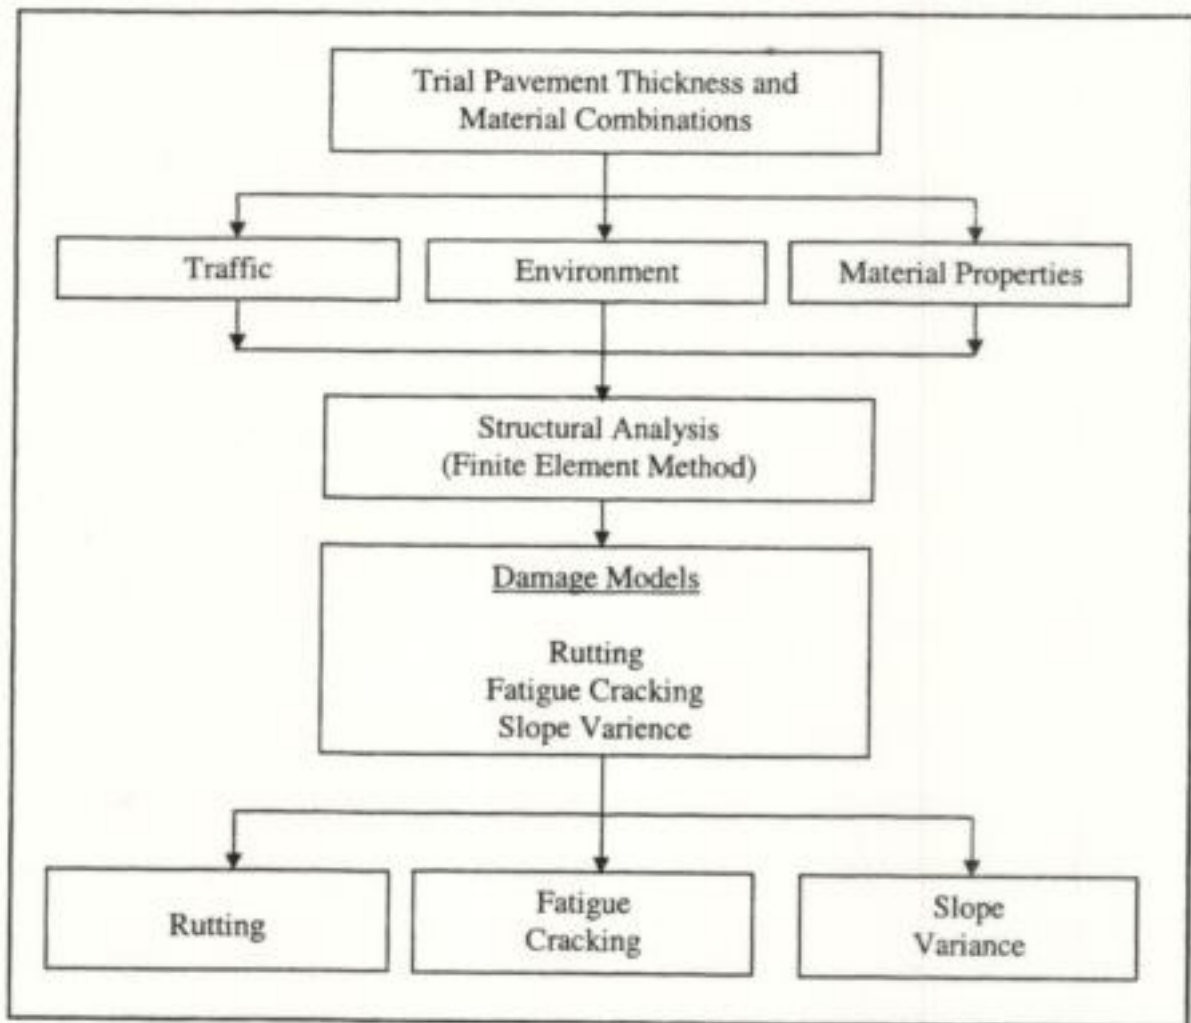 Trial Pavement Thickness and
Material Combinations
Traffic
Environment
Material Properties
Structural Analysis
(Finite Element Method)
Damage Models
Rutting
Fatigue Cracking
Slope Varience
Rutting
Fatigue
Cracking
Slope
Variance